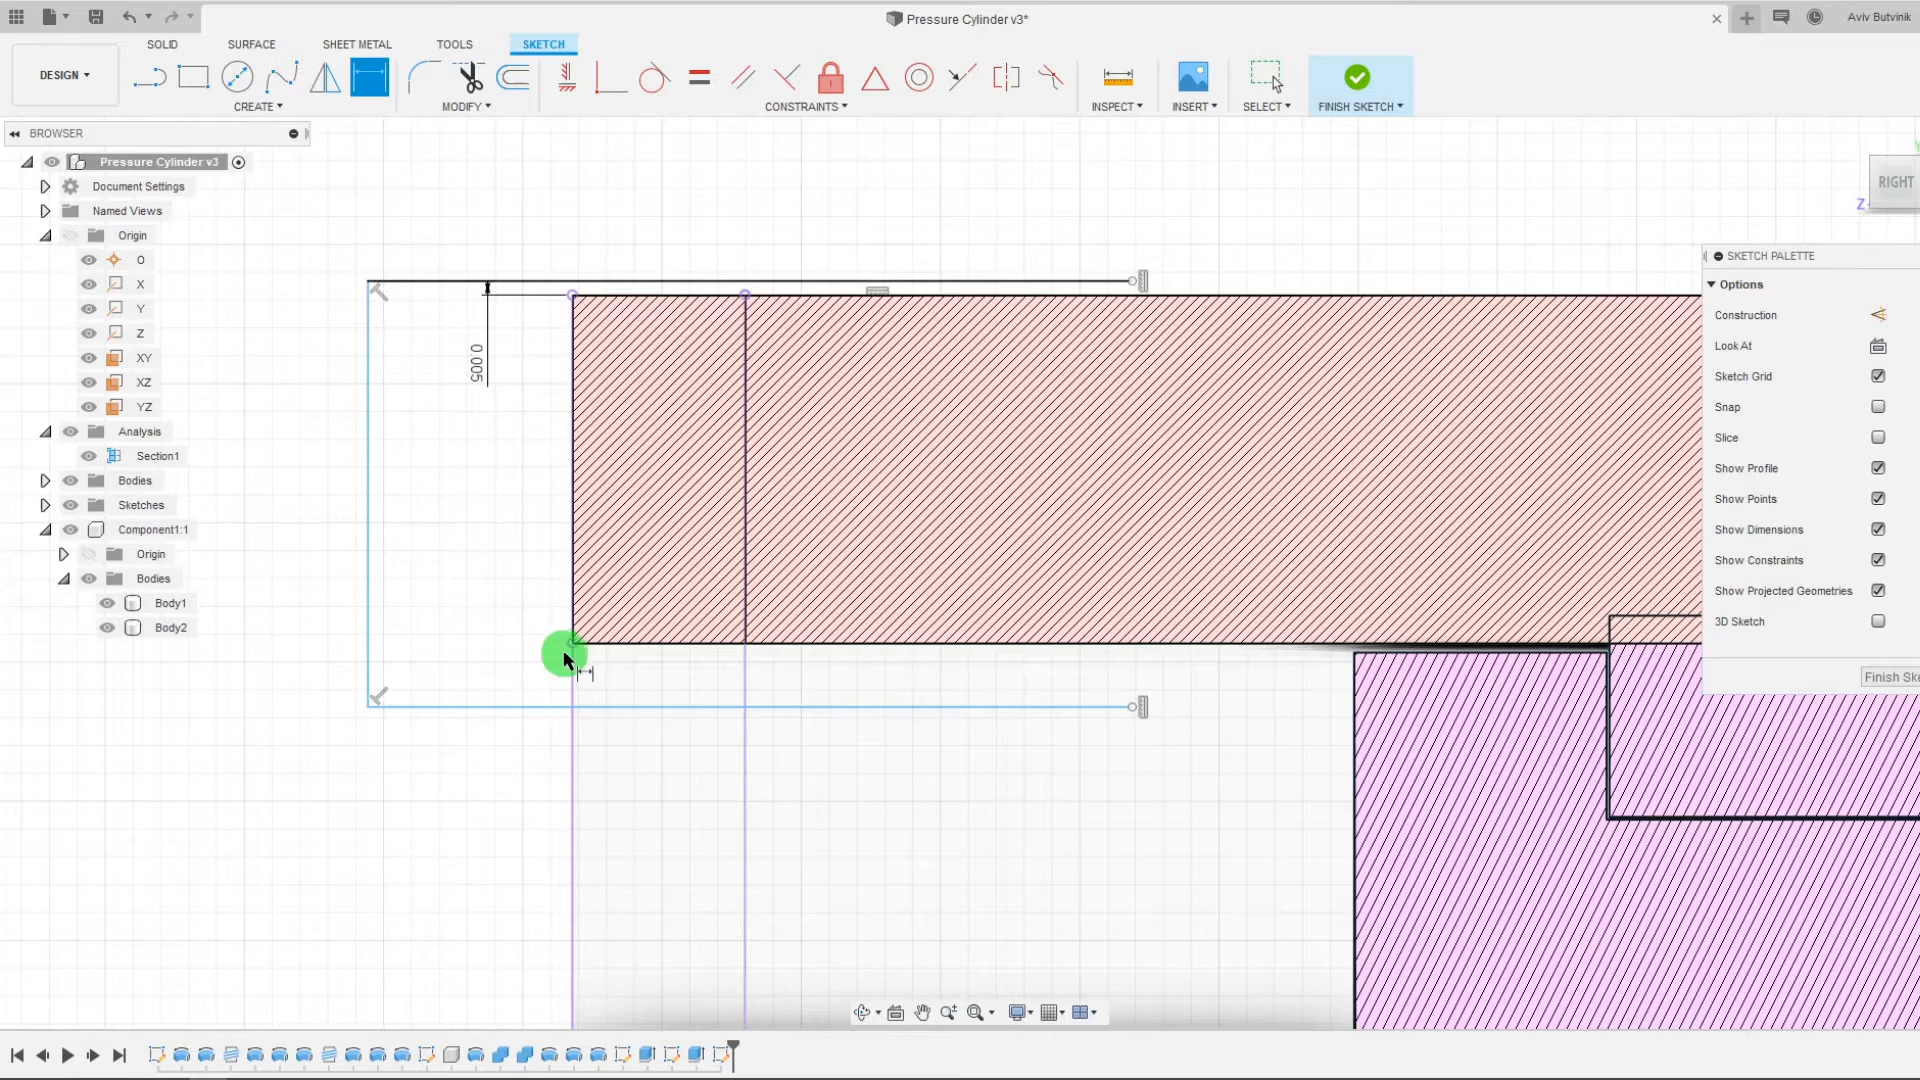 Pressure Cylinder v3*
Aviv Butvinik
SOLID
SURFACE
SHEET METAL
TOOLS
SKETCH
DESIGN
CREATE
MODIFY
CONSTRAINTS
INSPECT
INSERT
SELECT
FINISH SKETCH
BROWSER
Pressure Cylinder v3
Document Settings
Named Views
Origin
O
X
Y
Z
XY
XZ
YZ
Analysis
Section1
Bodies
Sketches
Component1:1
Origin
Bodies
Body1
Body2
0.005
RIGHT
Z
SKETCH PALETTE
Options
Construction
Look At
Sketch Grid
Snap
Slice
Show Profile
Show Points
Show Dimensions
Show Constraints
Show Projected Geometries
3D Sketch
Finish Ske